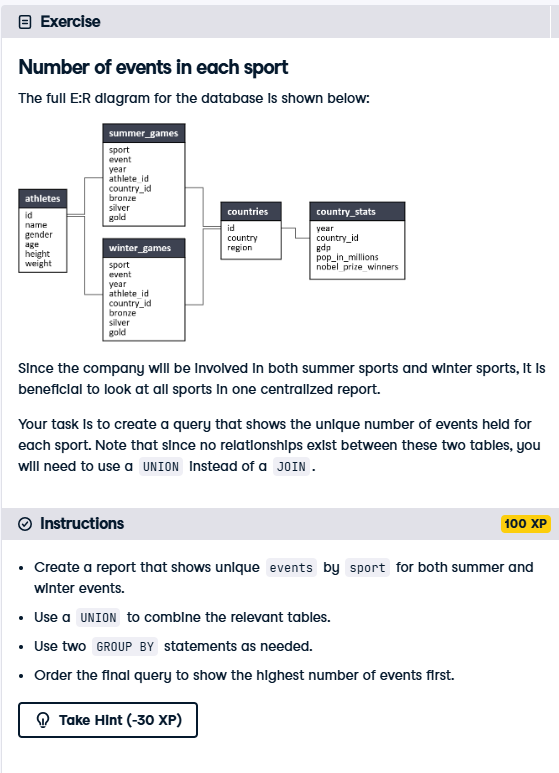 Exercise
Number of events in each sport
The full E:R diagram for the database is shown below:
athletes
id
name
gender
age
height
weight
summer_games
sport
event
year
athlete_id
country_id
bronze
silver
gold
winter_games
sport
event
year
athlete_id
country_id
bronze
silver
gold
countries
id
country
region
country_stats
year
country_id
gdp
pop_in_millions
nobel_prize_winners
Since the company will be involved in both summer sports and winter sports, it is
beneficial to look at all sports in one centralized report.
Your task is to create a query that shows the unique number of events held for
each sport. Note that since no relationships exist between these two tables, you
will need to use a UNION instead of a JOIN.
Instructions
100 XP
• Create a report that shows unique events by sport for both summer and
winter events.
• Use a UNION to combine the relevant tables.
• Use two GROUP BY statements as needed.
• Order the final query to show the highest number of events first.
Take Hint (-30 XP)